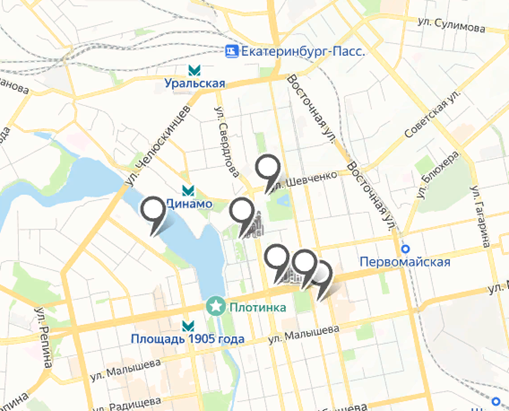 ул. Сулимова
Екатеринбург-Пасс.
Уральская
Восточная ул.
ул. Свердлова
ул. Челюскинцев
Советская ул.
ул. Шевченко
ул. Блюхера
Динамо
Восточная ул.
ул. Гагарина
Первомайская
Плотинка
ул. Репина
Площадь 1905 года
ул. Малышева
ул. Малышева
ул. Радищева